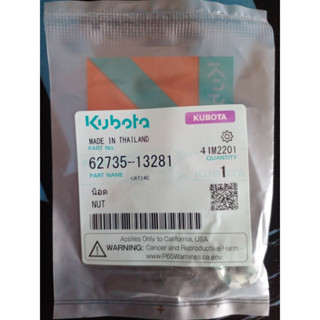 Kubota
KUBOTA
MADE IN THAILAND
PART No.
41M2201
62735-13281
QUANTITY
1
PART NAME
น็อต
NUT
Applies Only to California, USA
WARNING: Cancer and Reproductive Harm -
www.P65Warnings.ca.gov